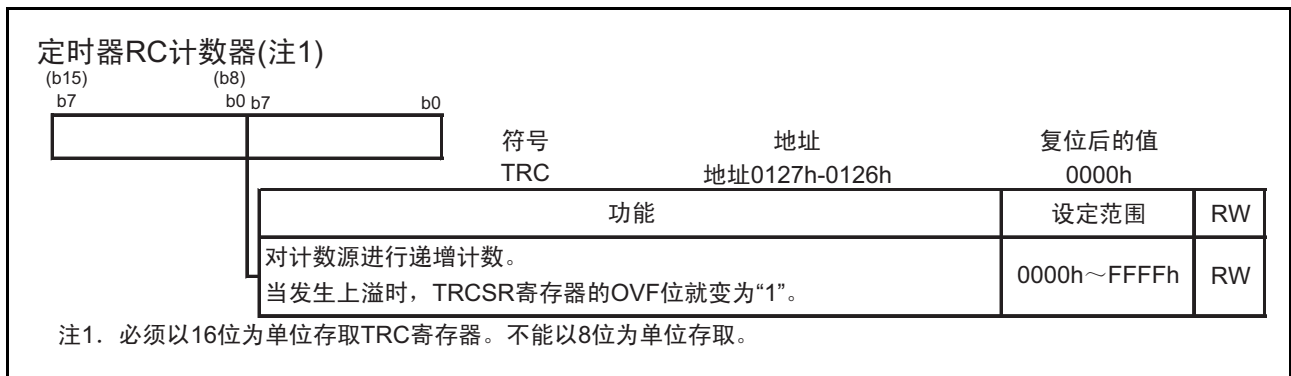 定时器RC计数器(注1)
(b15) (b8)
b7 b0 b7 b0
符号 地址 复位后的值
TRC 地址0127h-0126h 0000h
功能 设定范围 RW
对计数源进行递增计数。
当发生上溢时，TRCSR寄存器的OVF位就变为“1”。
0000h～FFFFh RW
注1. 必须以16位为单位存取TRC寄存器。不能以8位为单位存取。